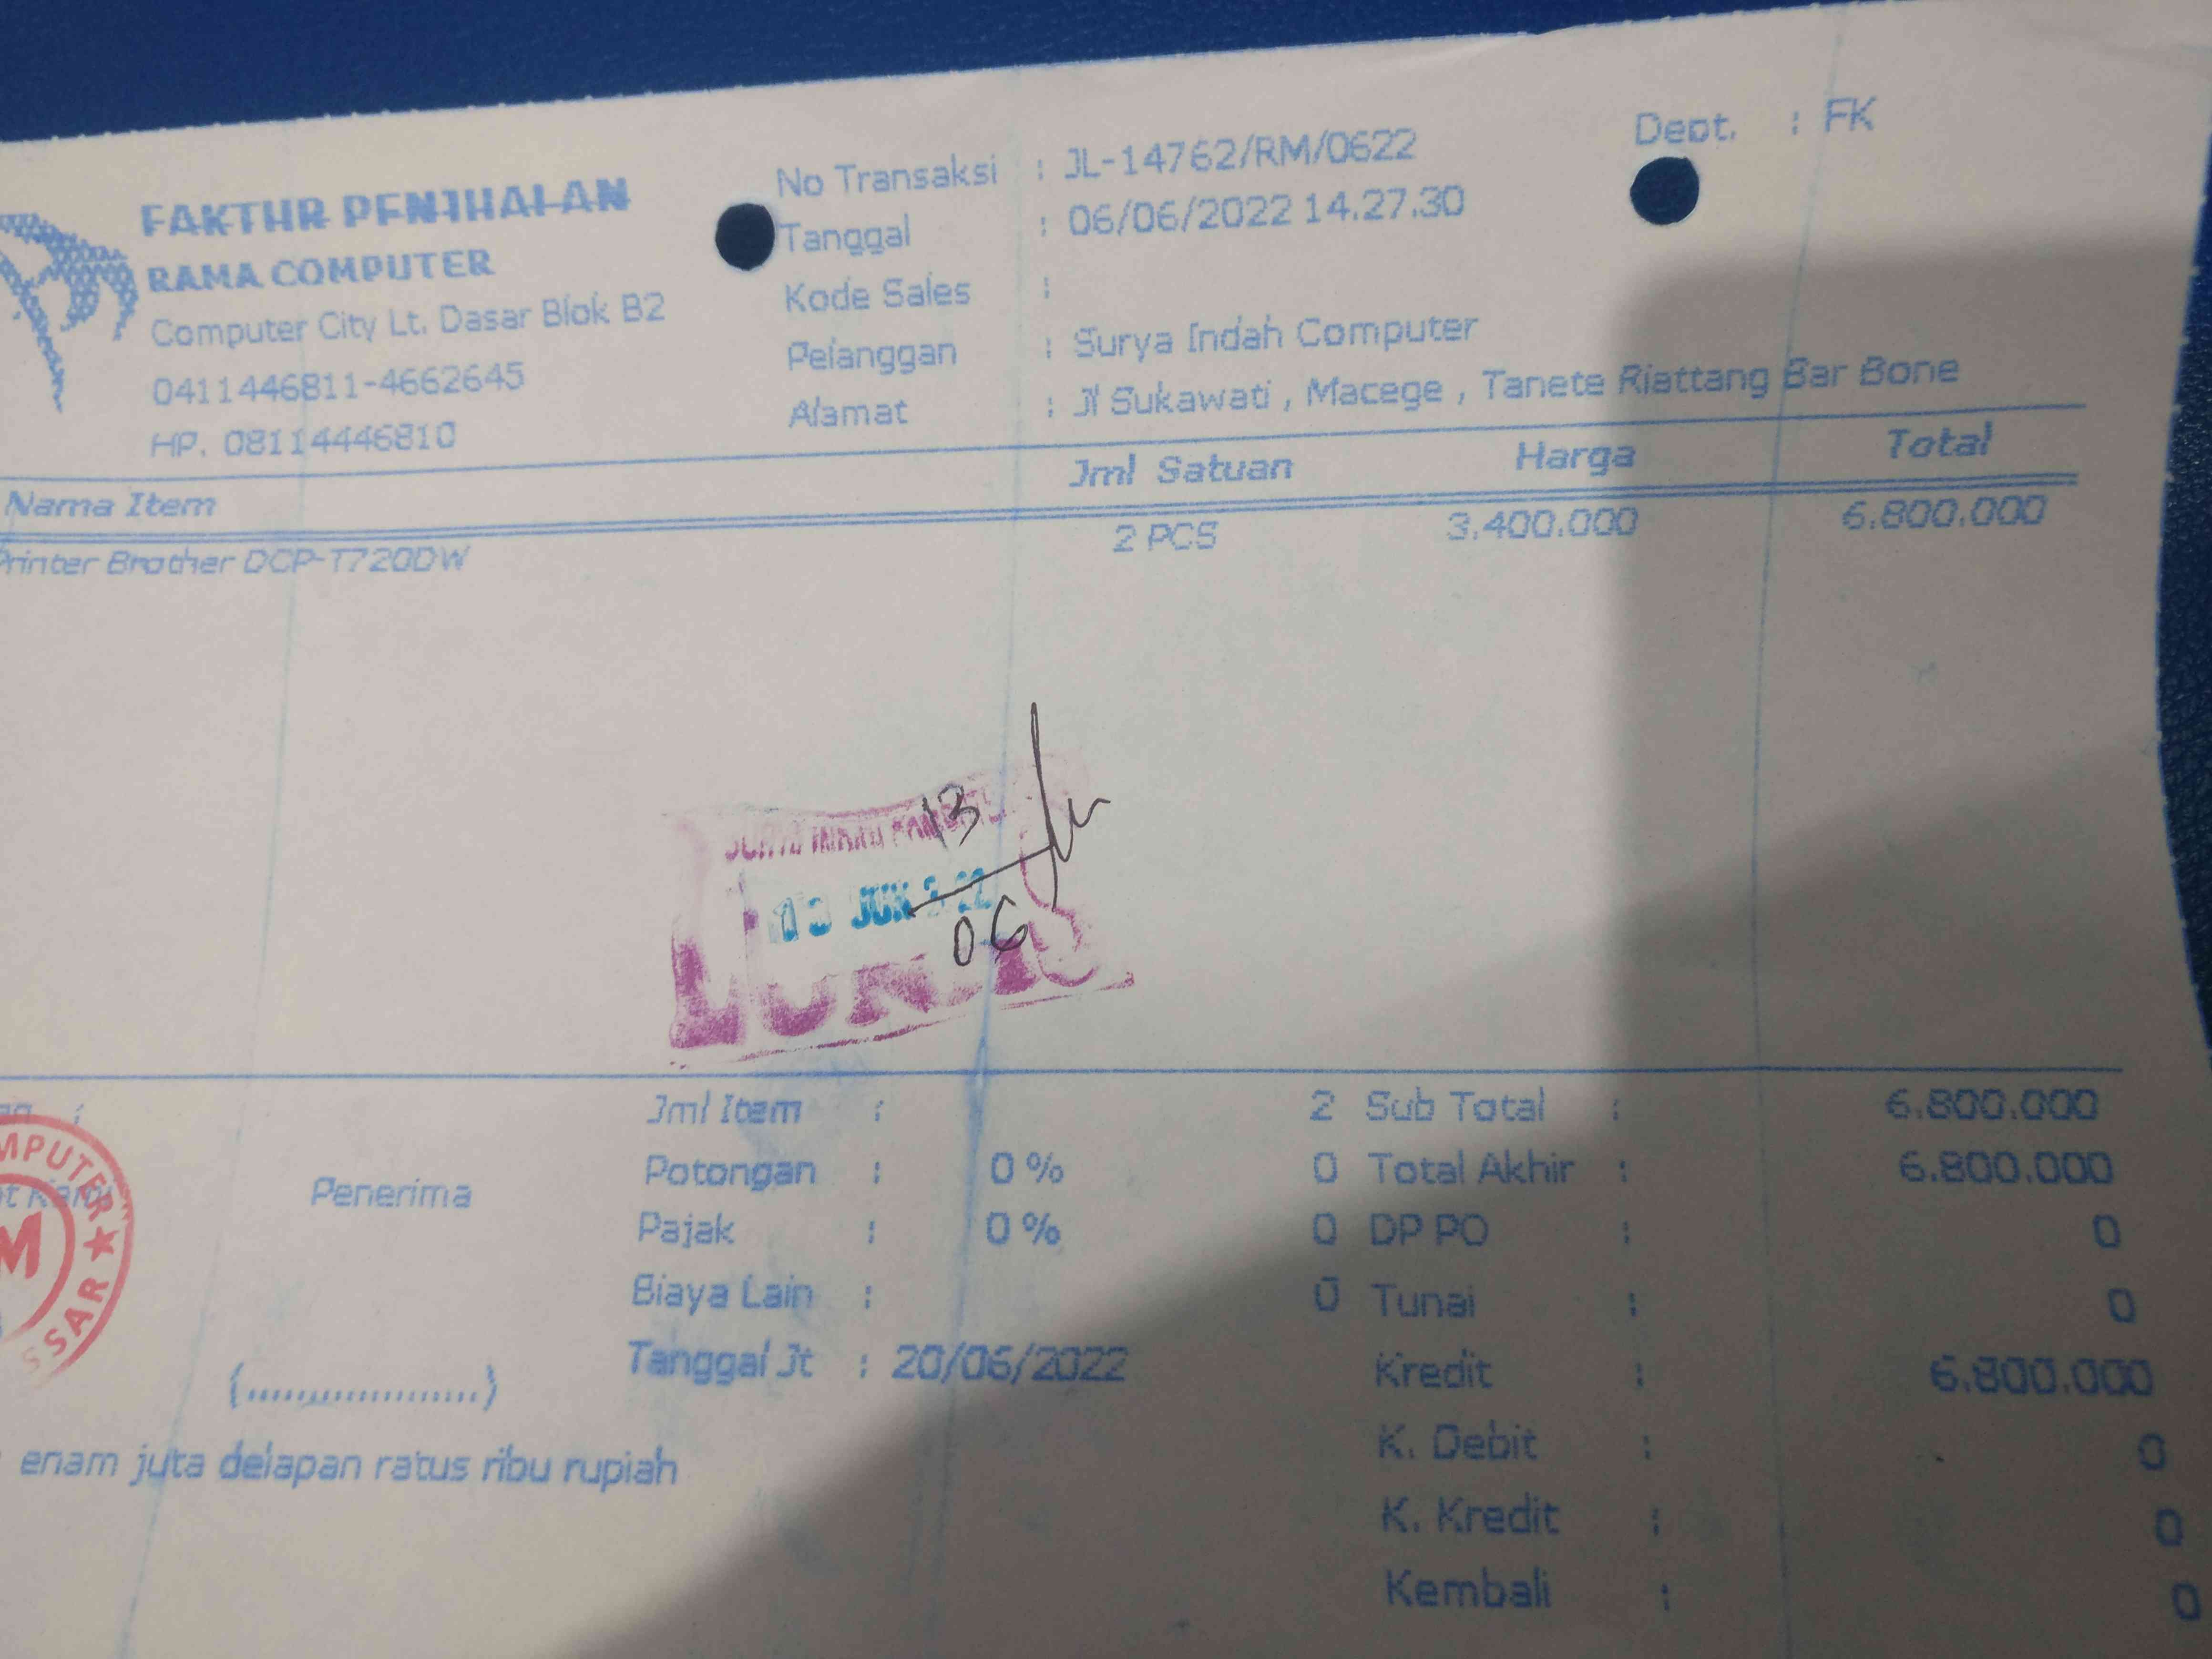 FAKTUR PENJUALAN
RAMA COMPUTER
Computer City Lt. Dasar Blok B2
0411446811-4662645
HP. 08114446810
No Transaksi : JL-14762/RM/0622
Tanggal : 06/06/2022 14.27.30
Kode Sales :
Pelanggan : Surya Indah Computer
Alamat : Jl Sukawati , Macege , Tanete Riattang Bar Bone
Dept. : FK
Nama Item Jml Satuan Harga Total
Printer Brother DCP-T720DW 2 PCS 3.400.000 6.800.000
13
JUN
06
LUNAS
Jml Item : 2
Potongan : 0 % 0
Pajak : 0 % 0
Biaya Lain : 0
Tanggal Jt : 20/06/2022
Sub Total : 6.800.000
Total Akhir : 6.800.000
DP PO : 0
Tunai : 0
Kredit : 6.800.000
K. Debit : 0
K. Kredit : 0
Kembali : 0
Penerima
(....................)
enam juta delapan ratus ribu rupiah